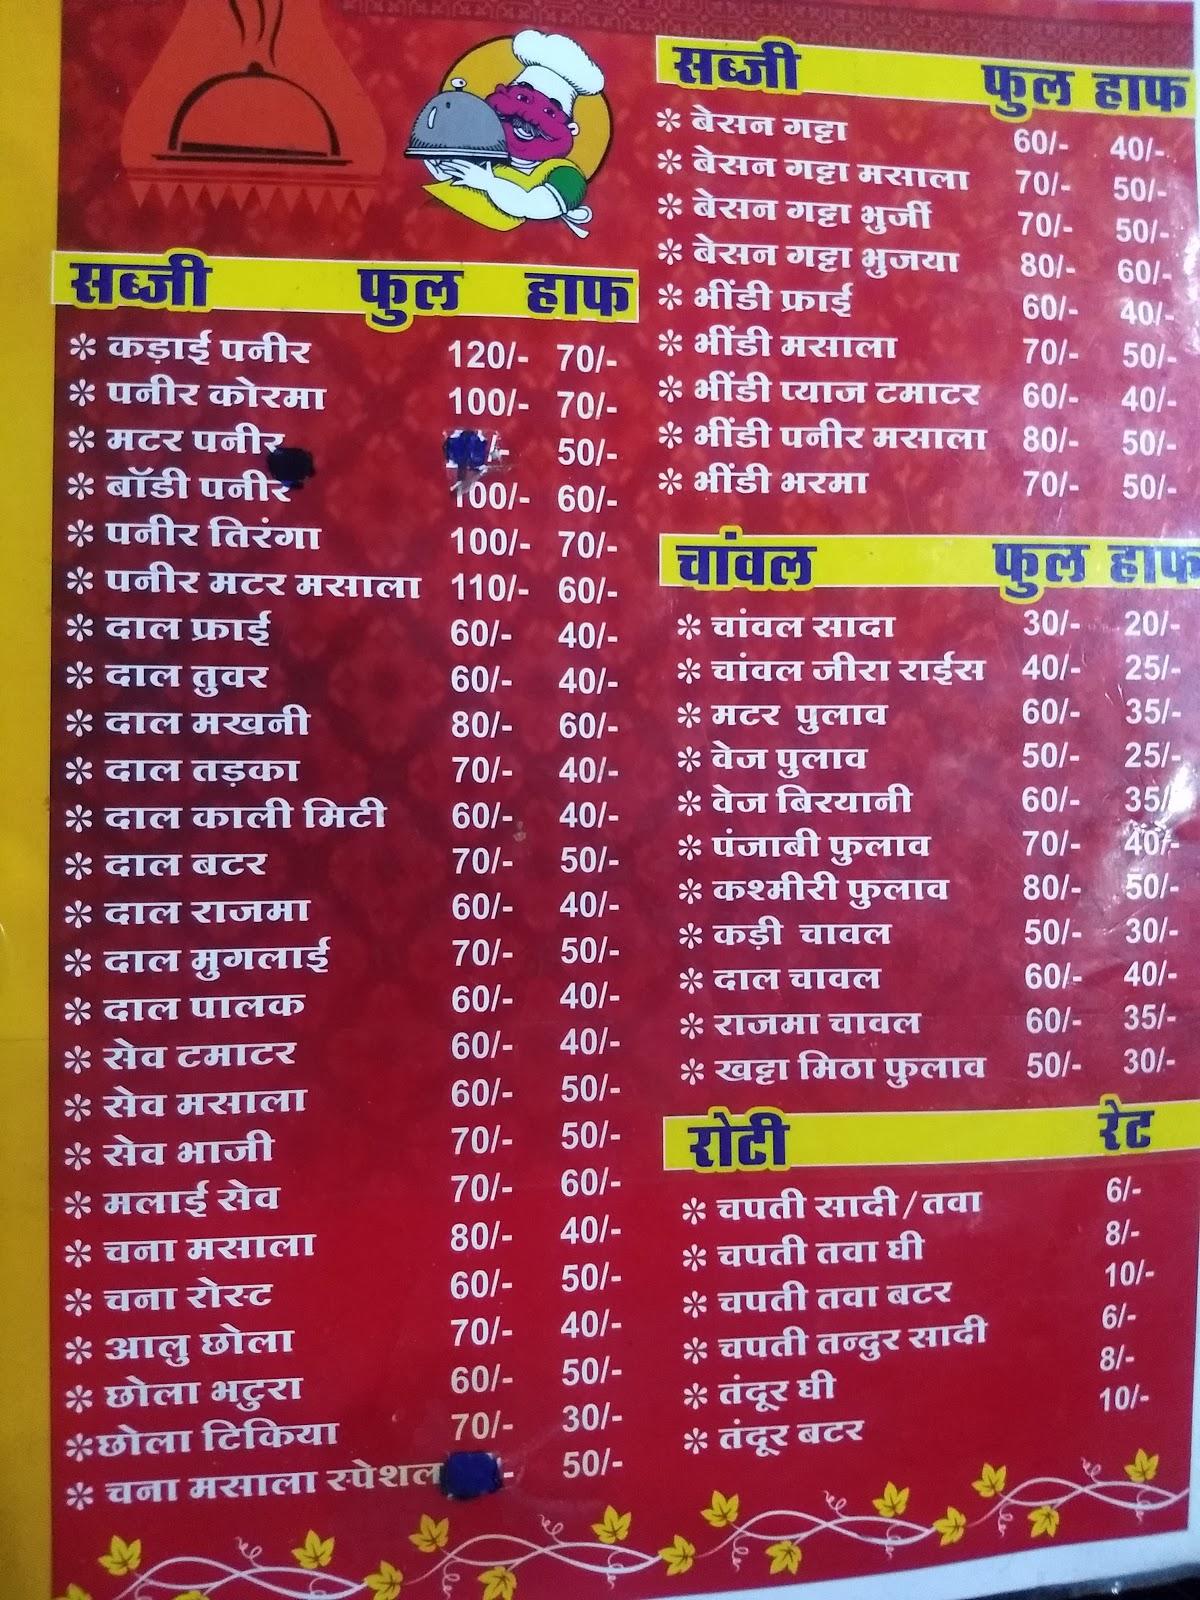 सब्जी फुल हाफ
* कड़ाई पनीर 120/- 70/-
* पनीर कोरमा 100/- 70/-
* मटर पनीर /- 50/-
* बॉडी पनीर 100/- 60/-
* पनीर तिरंगा 100/- 70/-
* पनीर मटर मसाला 110/- 60/-
* दाल फ्राई 60/- 40/-
* दाल तुवर 60/- 40/-
* दाल मखनी 80/- 60/-
* दाल तड़का 70/- 40/-
* दाल काली मिटी 60/- 40/-
* दाल बटर 70/- 50/-
* दाल राजमा 60/- 40/-
* दाल मुगलाई 70/- 50/-
* दाल पालक 60/- 40/-
* सेव टमाटर 60/- 40/-
* सेव मसाला 60/- 50/-
* सेव भाजी 70/- 50/-
* मलाई सेव 70/- 60/-
* चना मसाला 80/- 40/-
* चना रोस्ट 60/- 50/-
* आलु छोला 70/- 40/-
* छोला भटुरा 60/- 50/-
* छोला टिकिया 70/- 30/-
* चना मसाला स्पेशल - 50/-
सब्जी फुल हाफ
* बेसन गट्टा 60/- 40/-
* बेसन गट्टा मसाला 70/- 50/-
* बेसन गट्टा भुर्जी 70/- 50/-
* बेसन गट्टा भुजया 80/- 60/-
* भींडी फ्राई 60/- 40/-
* भींडी मसाला 70/- 50/-
* भींडी प्याज टमाटर 60/- 40/-
* भींडी पनीर मसाला 80/- 50/-
* भींडी भरमा 70/- 50/-
चांवल फुल हाफ
* चांवल सादा 30/- 20/-
* चांवल जीरा राईस 40/- 25/-
* मटर पुलाव 60/- 35/-
* वेज पुलाव 50/- 25/-
* वेज बिरयानी 60/- 35/-
* पंजाबी फुलाव 70/- 40/-
* कश्मीरी फुलाव 80/- 50/-
* कड़ी चावल 50/- 30/-
* दाल चावल 60/- 40/-
* राजमा चावल 60/- 35/-
* खट्टा मिठा फुलाव 50/- 30/-
रोटी रेट
* चपती सादी / तवा 6/-
* चपती तवा घी 8/-
* चपती तवा बटर 10/-
* चपती तन्दुर सादी 6/-
* तंदूर घी 8/-
* तंदूर बटर 10/-